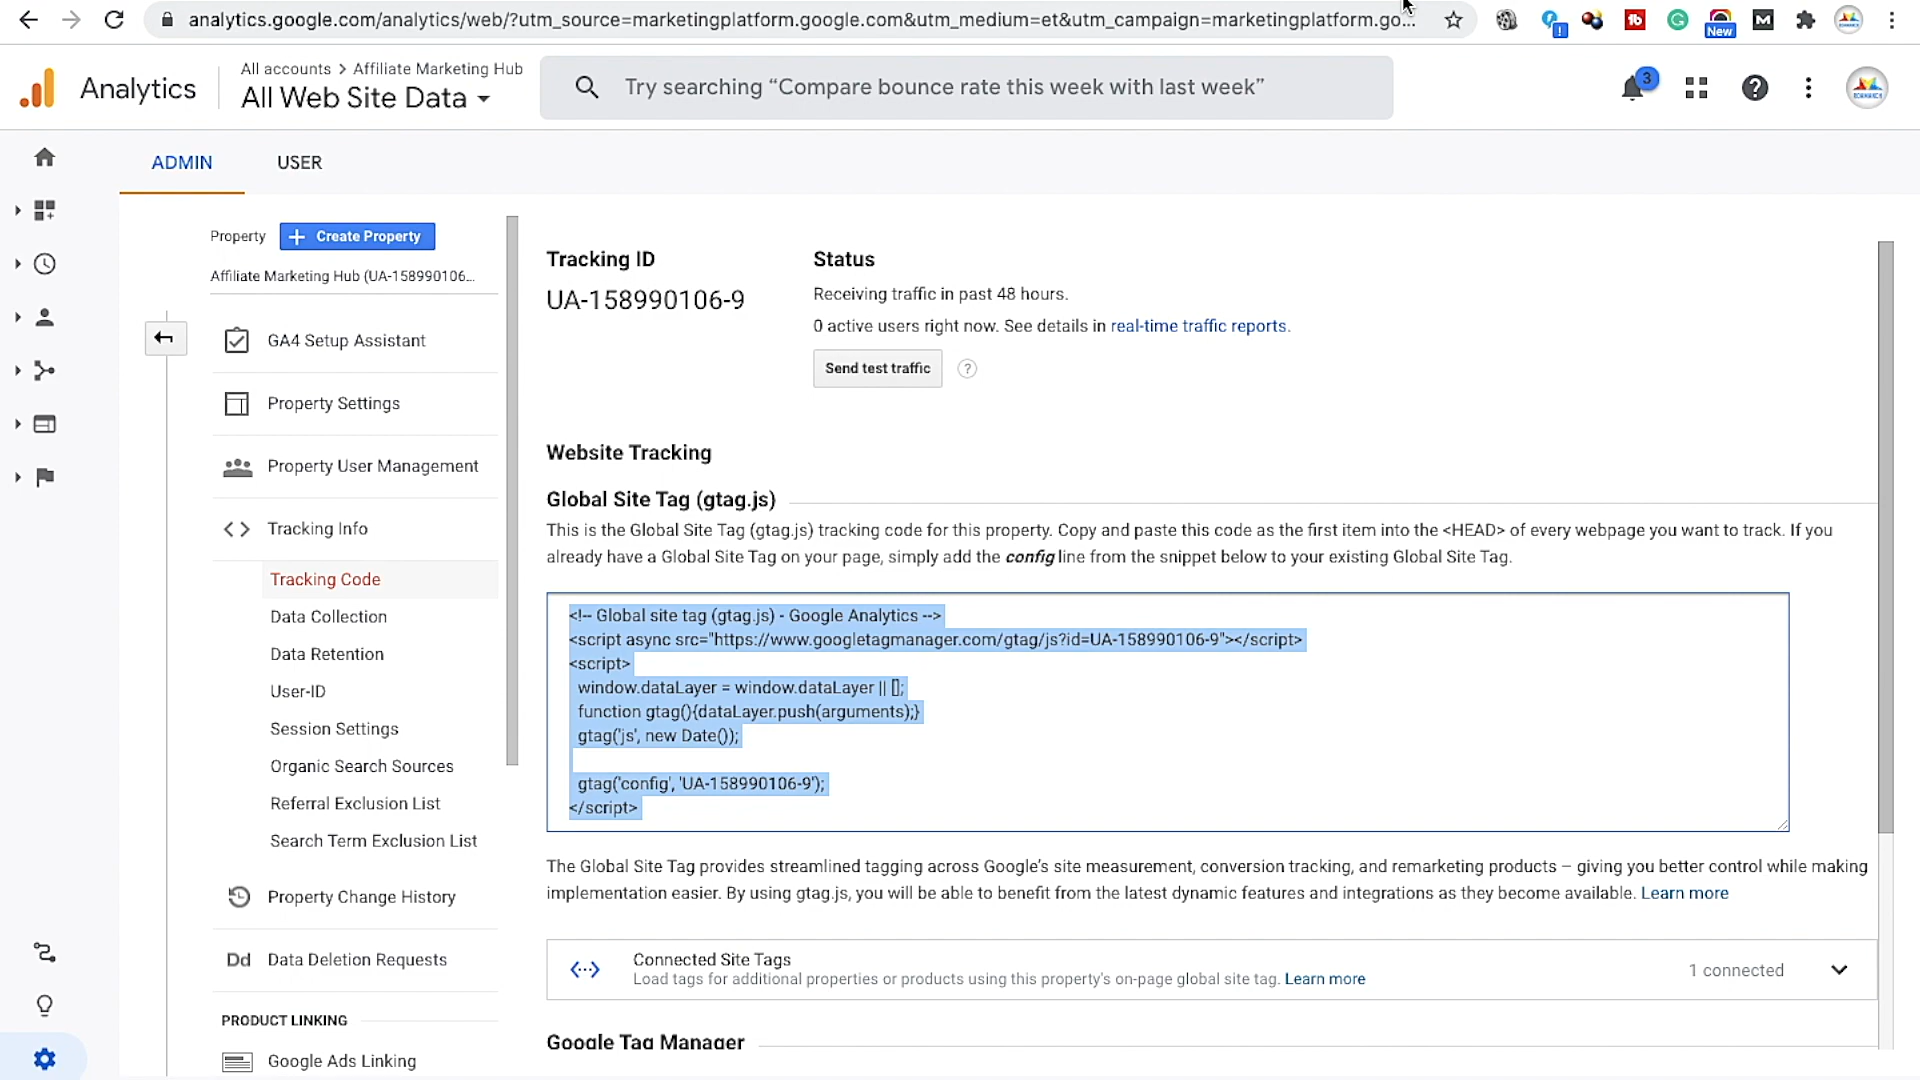 analytics.google.com/analytics/web/?utm_source=marketingplatform.google.com&utm_medium=et&utm_campaign=marketingplatform.go...
New
Analytics
All accounts > Affiliate Marketing Hub
All Web Site Data
Try searching “Compare bounce rate this week with last week”
3
ADMIN
USER
Property
Create Property
Affiliate Marketing Hub (UA-158990106...
GA4 Setup Assistant
Property Settings
Property User Management
Tracking Info
Tracking Code
Data Collection
Data Retention
User-ID
Session Settings
Organic Search Sources
Referral Exclusion List
Search Term Exclusion List
Property Change History
Dd Data Deletion Requests
PRODUCT LINKING
Google Ads Linking
Tracking ID
UA-158990106-9
Status
Receiving traffic in past 48 hours.
0 active users right now. See details in real-time traffic reports.
Send test traffic
?
Website Tracking
Global Site Tag (gtag.js)
This is the Global Site Tag (gtag.js) tracking code for this property. Copy and paste this code as the first item into the <HEAD> of every webpage you want to track. If you
already have a Global Site Tag on your page, simply add the config line from the snippet below to your existing Global Site Tag.
<!-- Global site tag (gtag.js) - Google Analytics -->
<script async src="https://www.googletagmanager.com/gtag/js?id=UA-158990106-9"></script>
<script>
window.dataLayer = window.dataLayer || [];
function gtag(){dataLayer.push(arguments);}
gtag('js', new Date());
gtag('config', 'UA-158990106-9');
</script>
The Global Site Tag provides streamlined tagging across Google’s site measurement, conversion tracking, and remarketing products – giving you better control while making
implementation easier. By using gtag.js, you will be able to benefit from the latest dynamic features and integrations as they become available. Learn more
Connected Site Tags
Load tags for additional properties or products using this property's on-page global site tag. Learn more
1 connected
Google Tag Manager